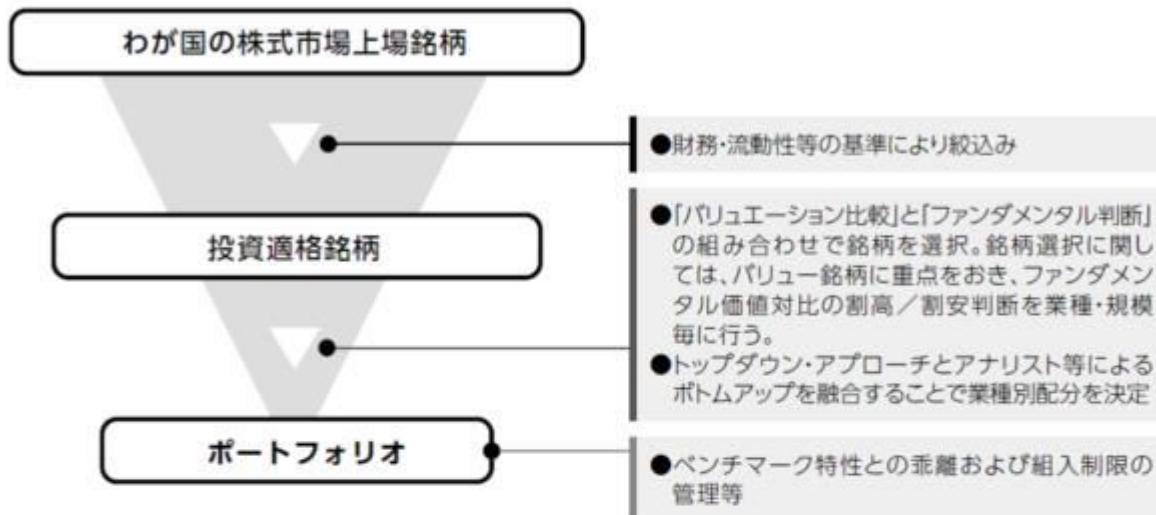 わが国の株式市場上場銘柄
●財務・流動性等の基準により絞込み
投資適格銘柄
●「バリュエーション比較」と「ファンダメンタル判断」
の組み合わせで銘柄を選択。銘柄選択に関し
ては、バリュー銘柄に重点をおき、ファンダメン
タル価値対比の割高／割安判断を業種・規模
毎に行う。
●トップダウン・アプローチとアナリスト等による
ボトムアップを融合することで業種別配分を決定
ポートフォリオ
●ベンチマーク特性との乖離および組入制限の
管理等